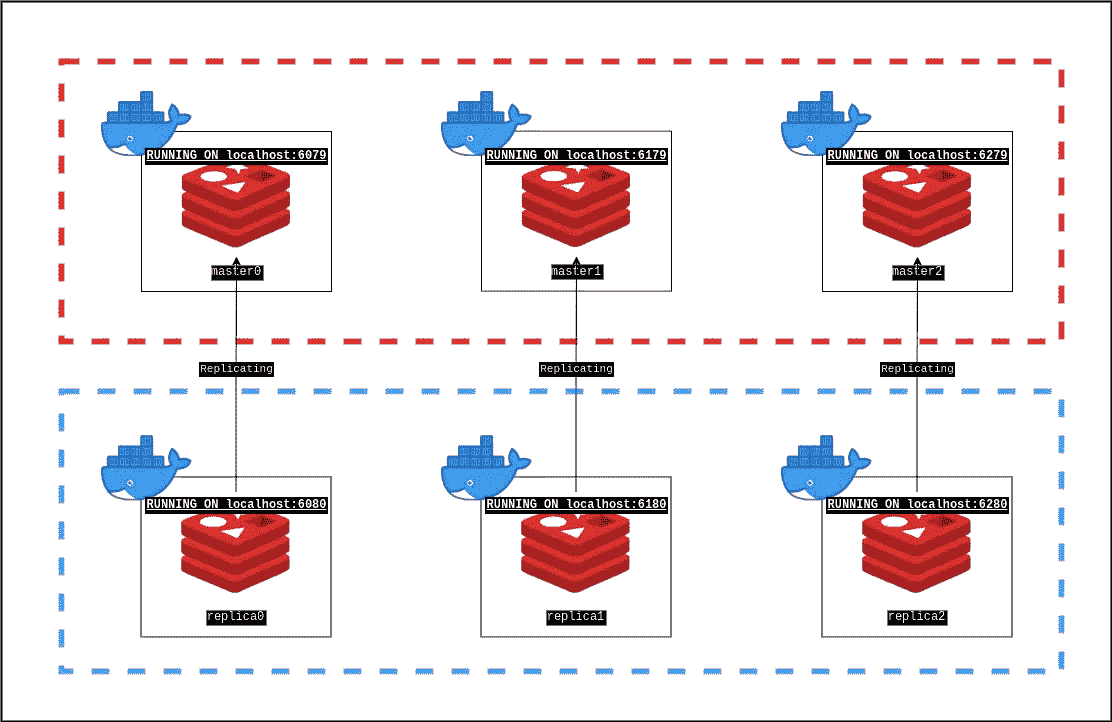 RUNNING ON localhost:6079
RUNNING ON localhost:6179
RUNNING ON localhost:6279
master0
master1
master2
Replicating
Replicating
Replicating
RUNNING ON localhost:6080
RUNNING ON localhost:6180
RUNNING ON localhost:6280
replica0
replica1
replica2